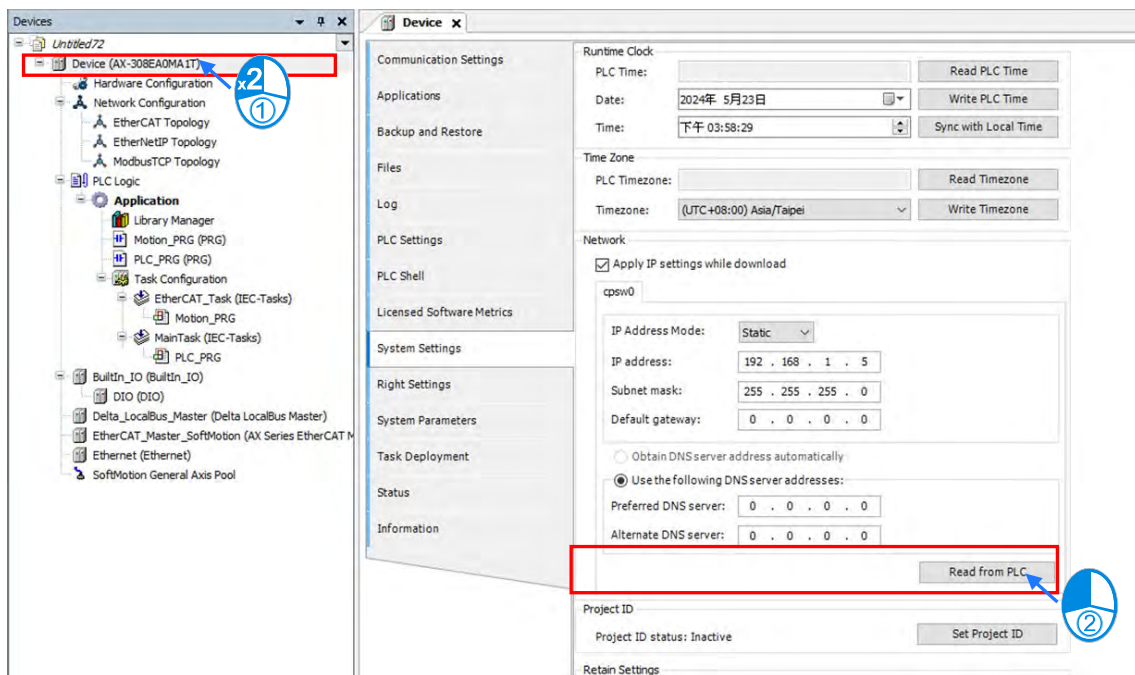 Devices
Untitled72
Device (AX-308EA0MA1T)
x2
①
Hardware Configuration
Network Configuration
EtherCAT Topology
EtherNetIP Topology
ModbusTCP Topology
PLC Logic
Application
Library Manager
Motion_PRG (PRG)
PLC_PRG (PRG)
Task Configuration
EtherCAT_Task (IEC-Tasks)
Motion_PRG
MainTask (IEC-Tasks)
PLC_PRG
BuiltIn_IO (BuiltIn_IO)
DIO (DIO)
Delta_LocalBus_Master (Delta LocalBus Master)
EtherCAT_Master_SoftMotion (AX Series EtherCAT M
Ethernet (Ethernet)
SoftMotion General Axis Pool
Device
Communication Settings
Applications
Backup and Restore
Files
Log
PLC Settings
PLC Shell
Licensed Software Metrics
System Settings
Right Settings
System Parameters
Task Deployment
Status
Information
Runtime Clock
PLC Time: Read PLC Time
Date: 2024年 5月23日 Write PLC Time
Time: 下午 03:58:29 Sync with Local Time
Time Zone
PLC Timezone: Read Timezone
Timezone: (UTC+08:00) Asia/Taipei Write Timezone
Network
Apply IP settings while download
cpsw0
IP Address Mode: Static
IP address: 192 . 168 . 1 . 5
Subnet mask: 255 . 255 . 255 . 0
Default gateway: 0 . 0 . 0 . 0
Obtain DNS server address automatically
Use the following DNS server addresses:
Preferred DNS server: 0 . 0 . 0 . 0
Alternate DNS server: 0 . 0 . 0 . 0
Read from PLC
②
Project ID
Project ID status: Inactive Set Project ID
Retain Settings